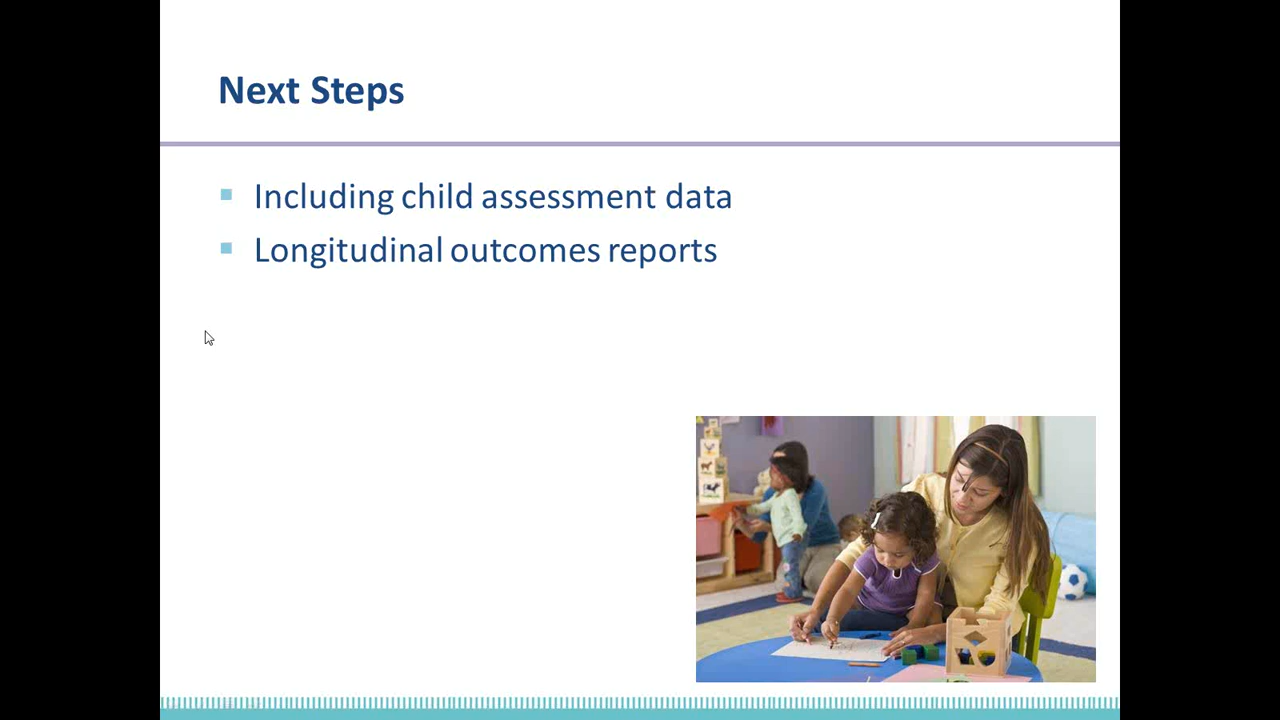 Next Steps
Including child assessment data
Longitudinal outcomes reports